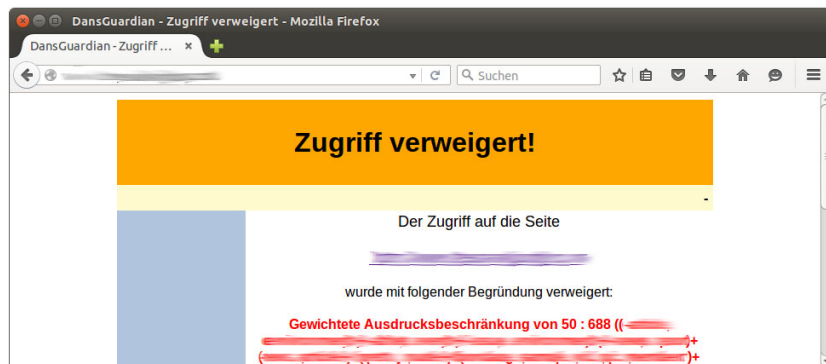 DansGuardian - Zugriff verweigert - Mozilla Firefox
DansGuardian - Zugriff ...
Suchen
Zugriff verweigert!
-
Der Zugriff auf die Seite
wurde mit folgender Begründung verweigert:
Gewichtete Ausdrucksbeschränkung von 50 : 688 ((
)+
(
)+